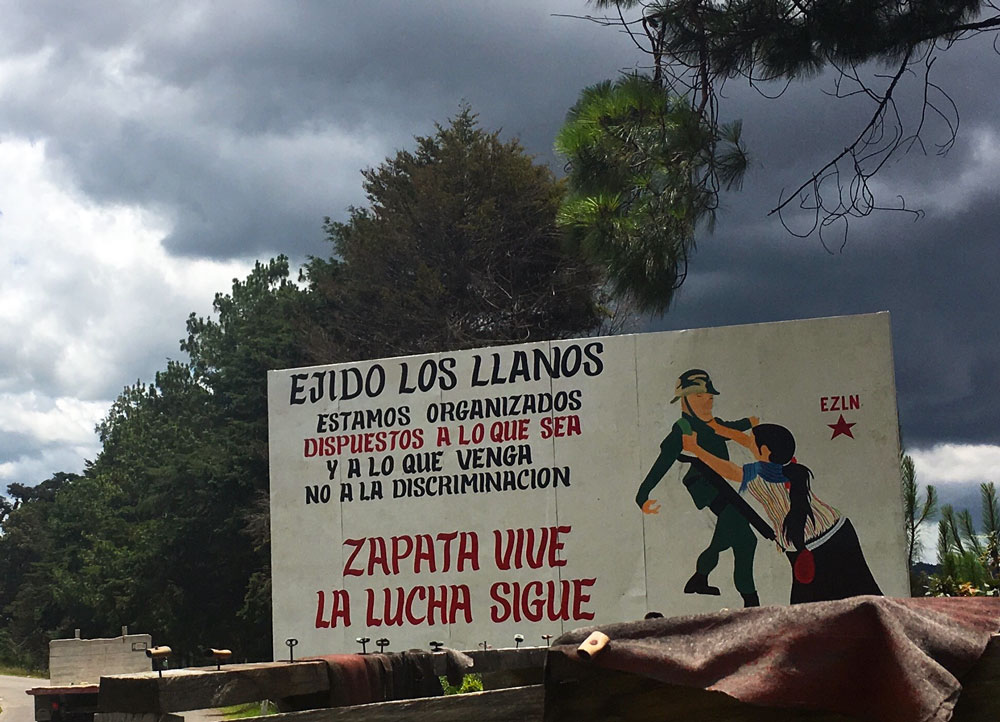 EJIDO LOS LLANOS
ESTAMOS ORGANIZADOS
DISPUESTOS A LO QUE SEA
Y A LO QUE VENGA
NO A LA DISCRIMINACION
ZAPATA VIVE
LA LUCHA SIGUE
EZLN